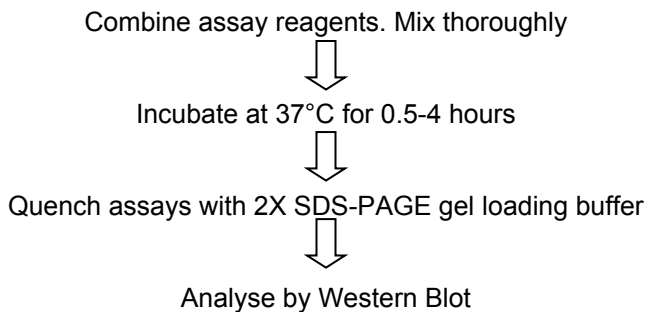 Combine assay reagents. Mix thoroughly
Incubate at 37°C for 0.5-4 hours
Quench assays with 2X SDS-PAGE gel loading buffer
Analyse by Western Blot